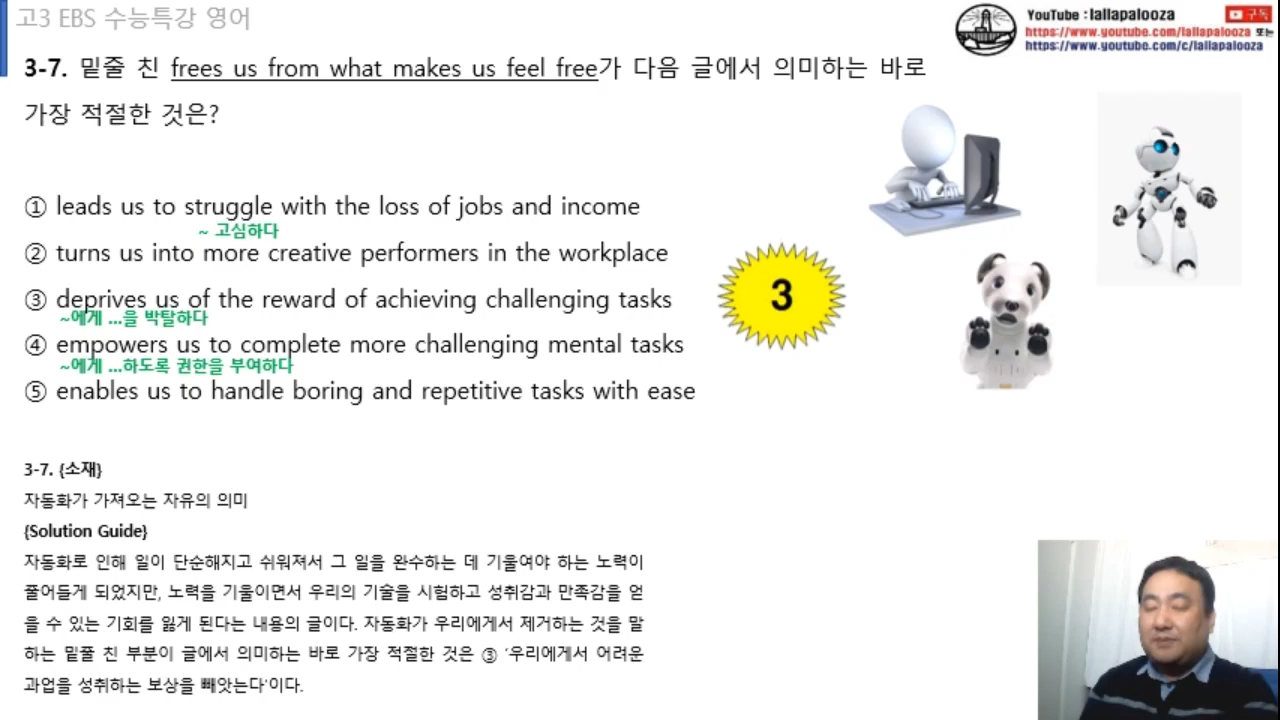 고3 EBS 수능특강 영어
YouTube : lallapalooza
구독
https://www.youtube.com/lallapalooza 또는
https://www.youtube.com/c/lallapalooza
3-7. 밑줄 친 frees us from what makes us feel free가 다음 글에서 의미하는 바로
가장 적절한 것은?
① leads us to struggle with the loss of jobs and income
~ 고심하다
② turns us into more creative performers in the workplace
③ deprives us of the reward of achieving challenging tasks
~에게 ...을 박탈하다
④ empowers us to complete more challenging mental tasks
~에게 ...하도록 권한을 부여하다
⑤ enables us to handle boring and repetitive tasks with ease
3
3-7. {소재}
자동화가 가져오는 자유의 의미
{Solution Guide}
자동화로 인해 일이 단순해지고 쉬워져서 그 일을 완수하는 데 기울여야 하는 노력이
줄어들게 되었지만, 노력을 기울이면서 우리의 기술을 시험하고 성취감과 만족감을 얻
을 수 있는 기회를 잃게 된다는 내용의 글이다. 자동화가 우리에게서 제거하는 것을 말
하는 밑줄 친 부분이 글에서 의미하는 바로 가장 적절한 것은 ③ ‘우리에게서 어려운
과업을 성취하는 보상을 빼앗는다’이다.